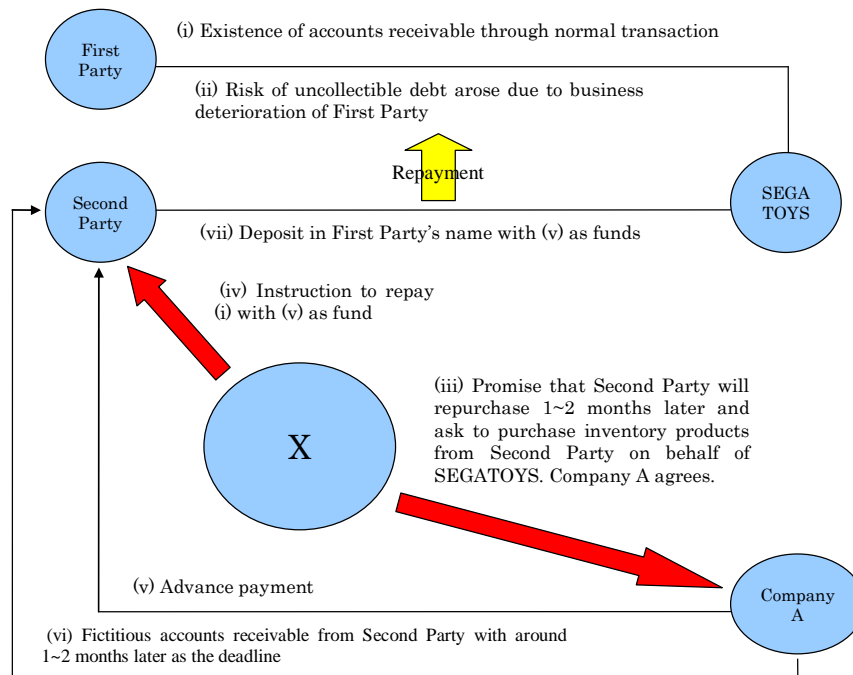 (i) Existence of accounts receivable through normal transaction
First
Party
(ii) Risk of uncollectible debt arose due to business
deterioration of First Party
Repayment
Second
Party
SEGA
TOYS
(vii) Deposit in First Party's name with (v) as funds
(iv) Instruction to repay
(i) with (v) as fund
(iii) Promise that Second Party will
repurchase 1~2 months later and
ask to purchase inventory products
from Second Party on behalf of
SEGATOYS. Company A agrees.
X
(v) Advance payment
Company
A
(vi) Fictitious accounts receivable from Second Party with around
1~2 months later as the deadline